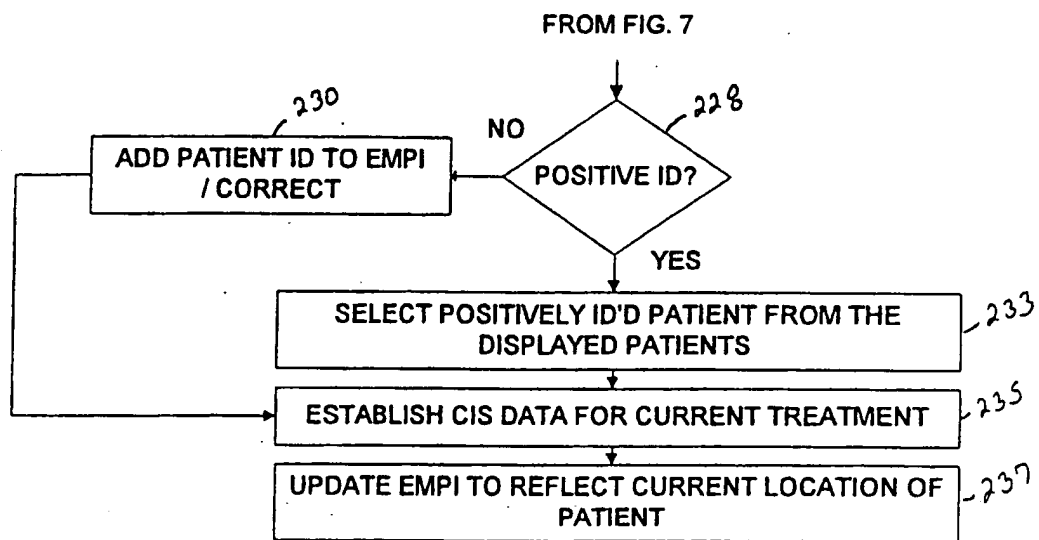 FROM FIG. 7
228
230
NO
ADD PATIENT ID TO EMPI
/ CORRECT
POSITIVE ID?
YES
SELECT POSITIVELY ID'D PATIENT FROM THE
DISPLAYED PATIENTS
233
ESTABLISH CIS DATA FOR CURRENT TREATMENT
235
UPDATE EMPI TO REFLECT CURRENT LOCATION OF
PATIENT
237